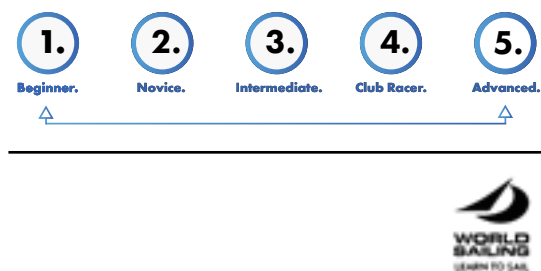 1. 2. 3. 4. 5.
Beginner. Novice. Intermediate. Club Racer. Advanced.
WORLD
SAILING
LEARN TO SAIL